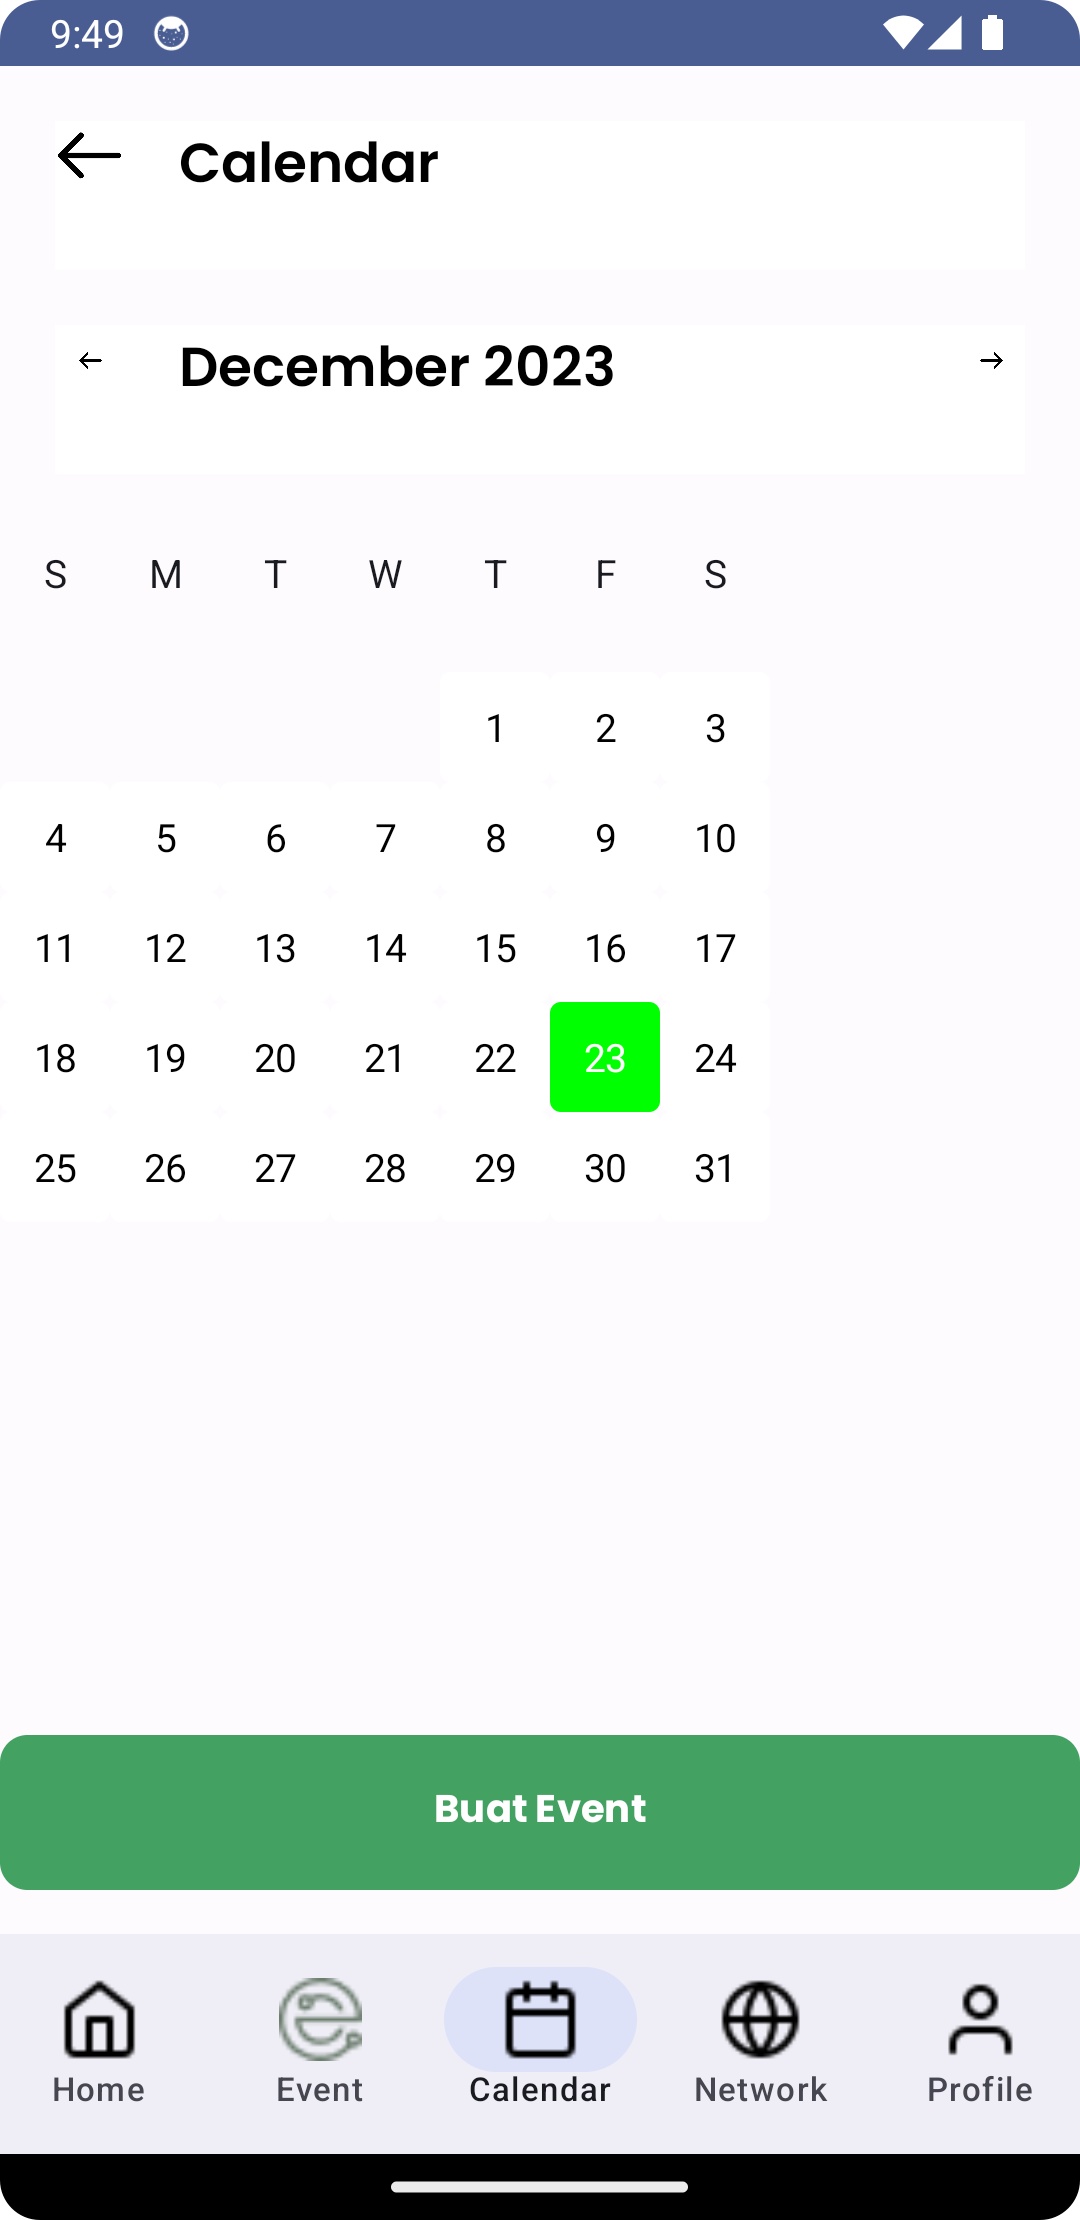 9:49
Calendar
December 2023
S M T W T F S
1 2 3
4 5 6 7 8 9 10
11 12 13 14 15 16 17
18 19 20 21 22 23 24
25 26 27 28 29 30 31
Buat Event
Home Event Calendar Network Profile